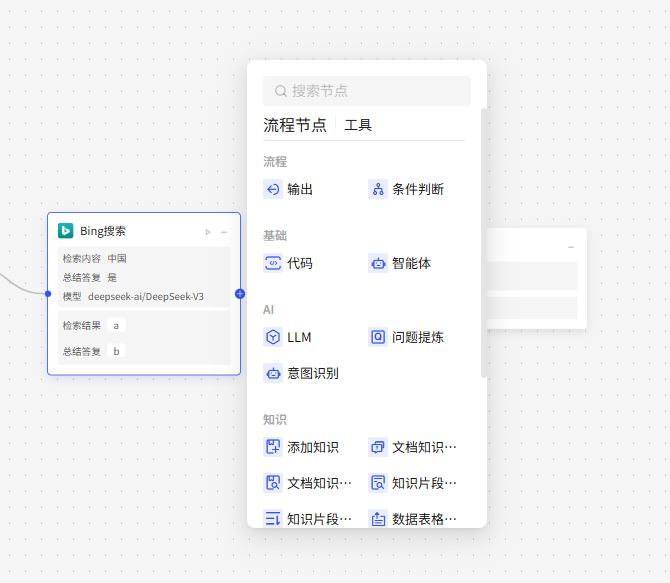 搜索节点
流程节点 工具
流程
输出 条件判断
基础
代码 智能体
AI
LLM 问题提炼
意图识别
知识
添加知识 文档知识···
文档知识··· 知识片段···
知识片段··· 数据表格···
Bing搜索
检索内容 中国
总结答复 是
模型 deepseek-ai/DeepSeek-V3
检索结果 a
总结答复 b